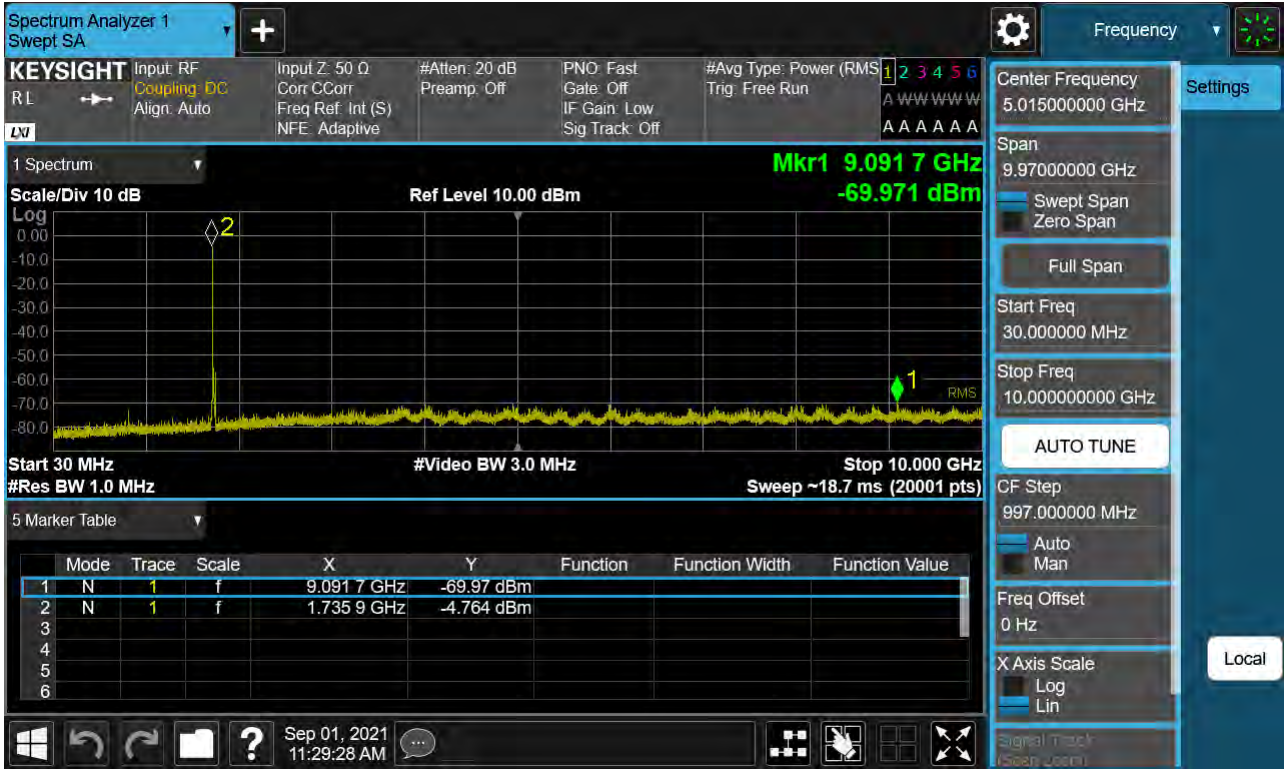 Spectrum Analyzer 1
Swept SA
+
Frequency
KEYSIGHT
RL
LXI
Input: RF
Coupling: DC
Align: Auto
Input Z: 50 Ω
Corr CCorr
Freq Ref: Int (S)
NFE: Adaptive
#Atten: 20 dB
Preamp: Off
PNO: Fast
Gate: Off
IF Gain: Low
Sig Track: Off
#Avg Type: Power (RMS
Trig: Free Run
1 2 3 4 5 6
A W W W W W
A A A A A A
1 Spectrum
Mkr1 9.091 7 GHz
-69.971 dBm
Scale/Div 10 dB
Ref Level 10.00 dBm
Log
0.00
-10.0
-20.0
-30.0
-40.0
-50.0
-60.0
-70.0
-80.0
2
1
RMS
Start 30 MHz
#Video BW 3.0 MHz
Stop 10.000 GHz
#Res BW 1.0 MHz
Sweep ~18.7 ms (20001 pts)
5 Marker Table
Mode Trace Scale X Y Function Function Width Function Value
1 N 1 f 9.091 7 GHz -69.97 dBm
2 N 1 f 1.735 9 GHz -4.764 dBm
3
4
5
6
Sep 01, 2021
11:29:28 AM
?
Center Frequency
5.015000000 GHz
Span
9.97000000 GHz
Swept Span
Zero Span
Full Span
Start Freq
30.000000 MHz
Stop Freq
10.000000000 GHz
AUTO TUNE
CF Step
997.000000 MHz
Auto
Man
Freq Offset
0 Hz
X Axis Scale
Log
Lin
Signal Track
(Span Zoom)
Settings
Local